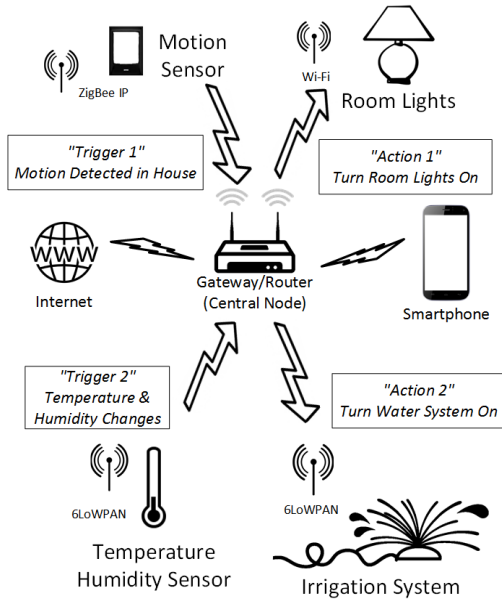 Motion
Sensor
ZigBee IP
Wi-Fi
Room Lights
"Trigger 1"
Motion Detected in House
"Action 1"
Turn Room Lights On
WWW
Internet
Gateway/Router
(Central Node)
Smartphone
"Trigger 2"
Temperature &
Humidity Changes
"Action 2"
Turn Water System On
6LoWPAN
Temperature
Humidity Sensor
6LoWPAN
Irrigation System